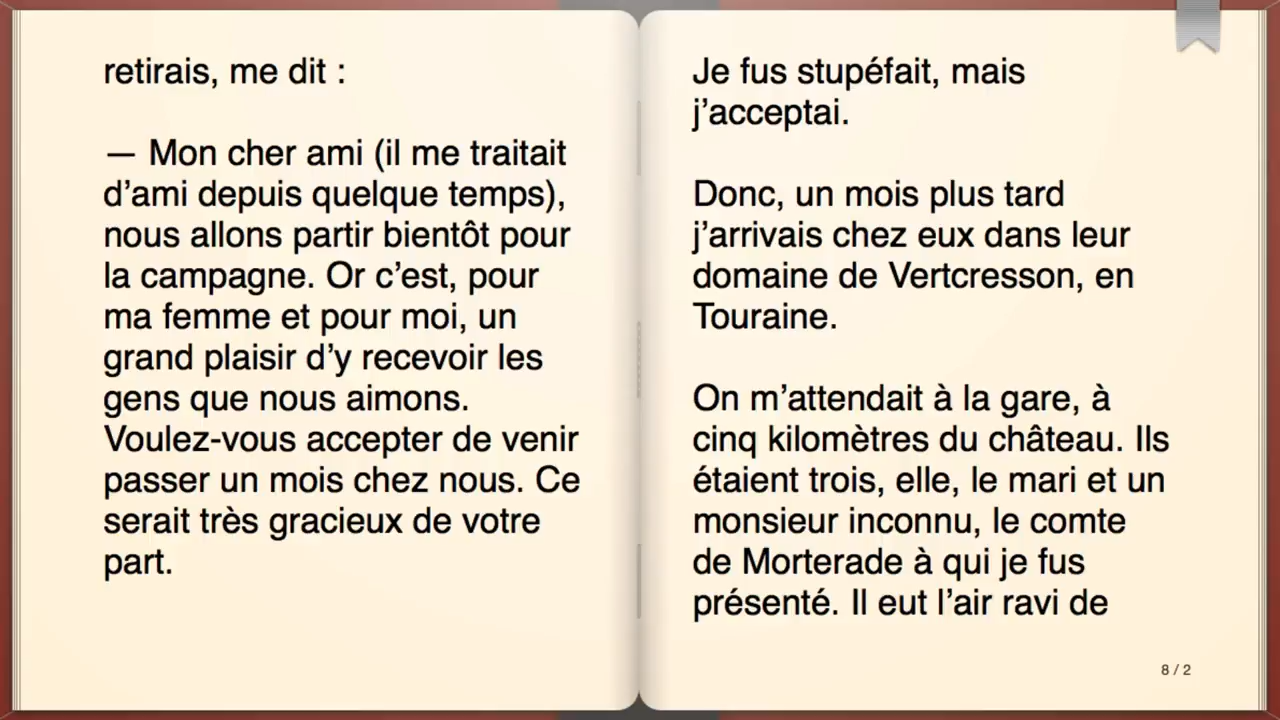 retirais, me dit :
— Mon cher ami (il me traitait
d’ami depuis quelque temps),
nous allons partir bientôt pour
la campagne. Or c’est, pour
ma femme et pour moi, un
grand plaisir d’y recevoir les
gens que nous aimons.
Voulez-vous accepter de venir
passer un mois chez nous. Ce
serait très gracieux de votre
part.
Je fus stupéfait, mais
j’acceptai.
Donc, un mois plus tard
j’arrivais chez eux dans leur
domaine de Vertcresson, en
Touraine.
On m’attendait à la gare, à
cinq kilomètres du château. Ils
étaient trois, elle, le mari et un
monsieur inconnu, le comte
de Morterade à qui je fus
présenté. Il eut l’air ravi de
8 / 2